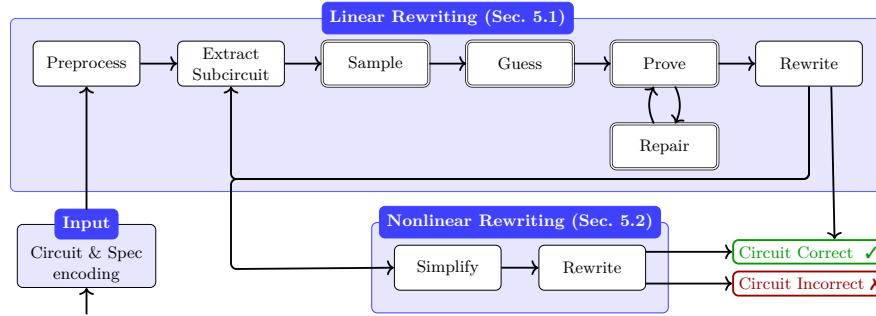 Linear Rewriting (Sec. 5.1)
Preprocess
Extract
Subcircuit
Sample
Guess
Prove
Rewrite
Repair
Input
Circuit & Spec
encoding
Nonlinear Rewriting (Sec. 5.2)
Simplify
Rewrite
Circuit Correct ✓
Circuit Incorrect ✗